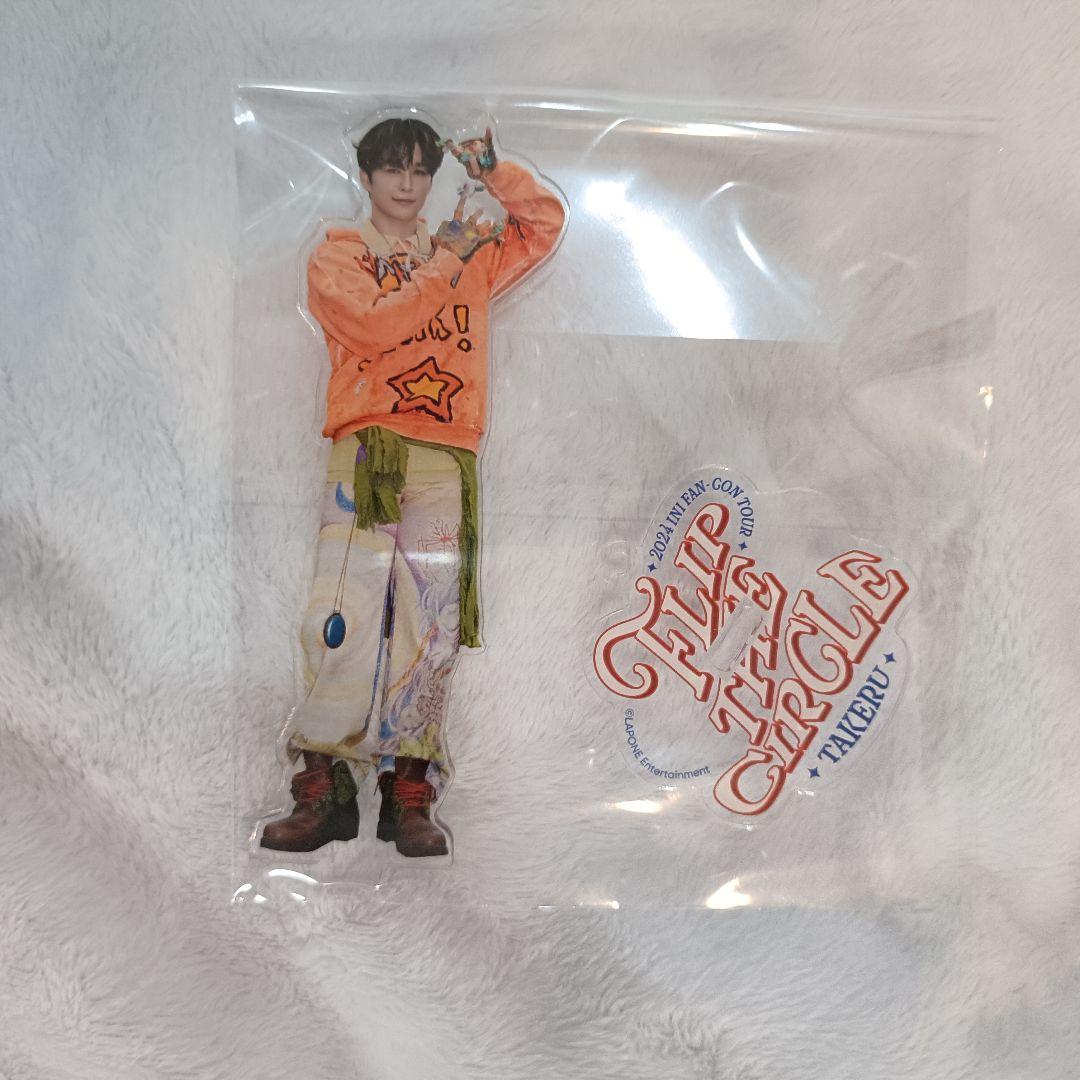 2024 INI FAN-CON TOUR
FLIP
THE
CIRCLE
TAKERU
©LAPONE Entertainment